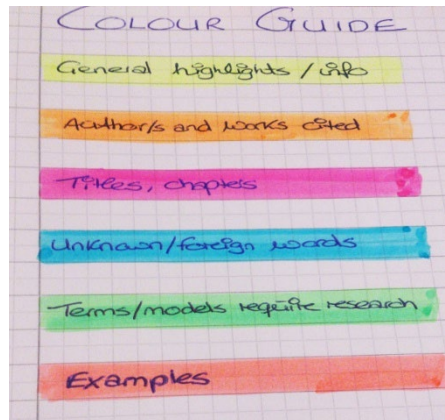 COLOUR GUIDE
General highlights / info
Author/s and works cited
Titles, chapters
Unknown/foreign words
Terms/models require research
Examples